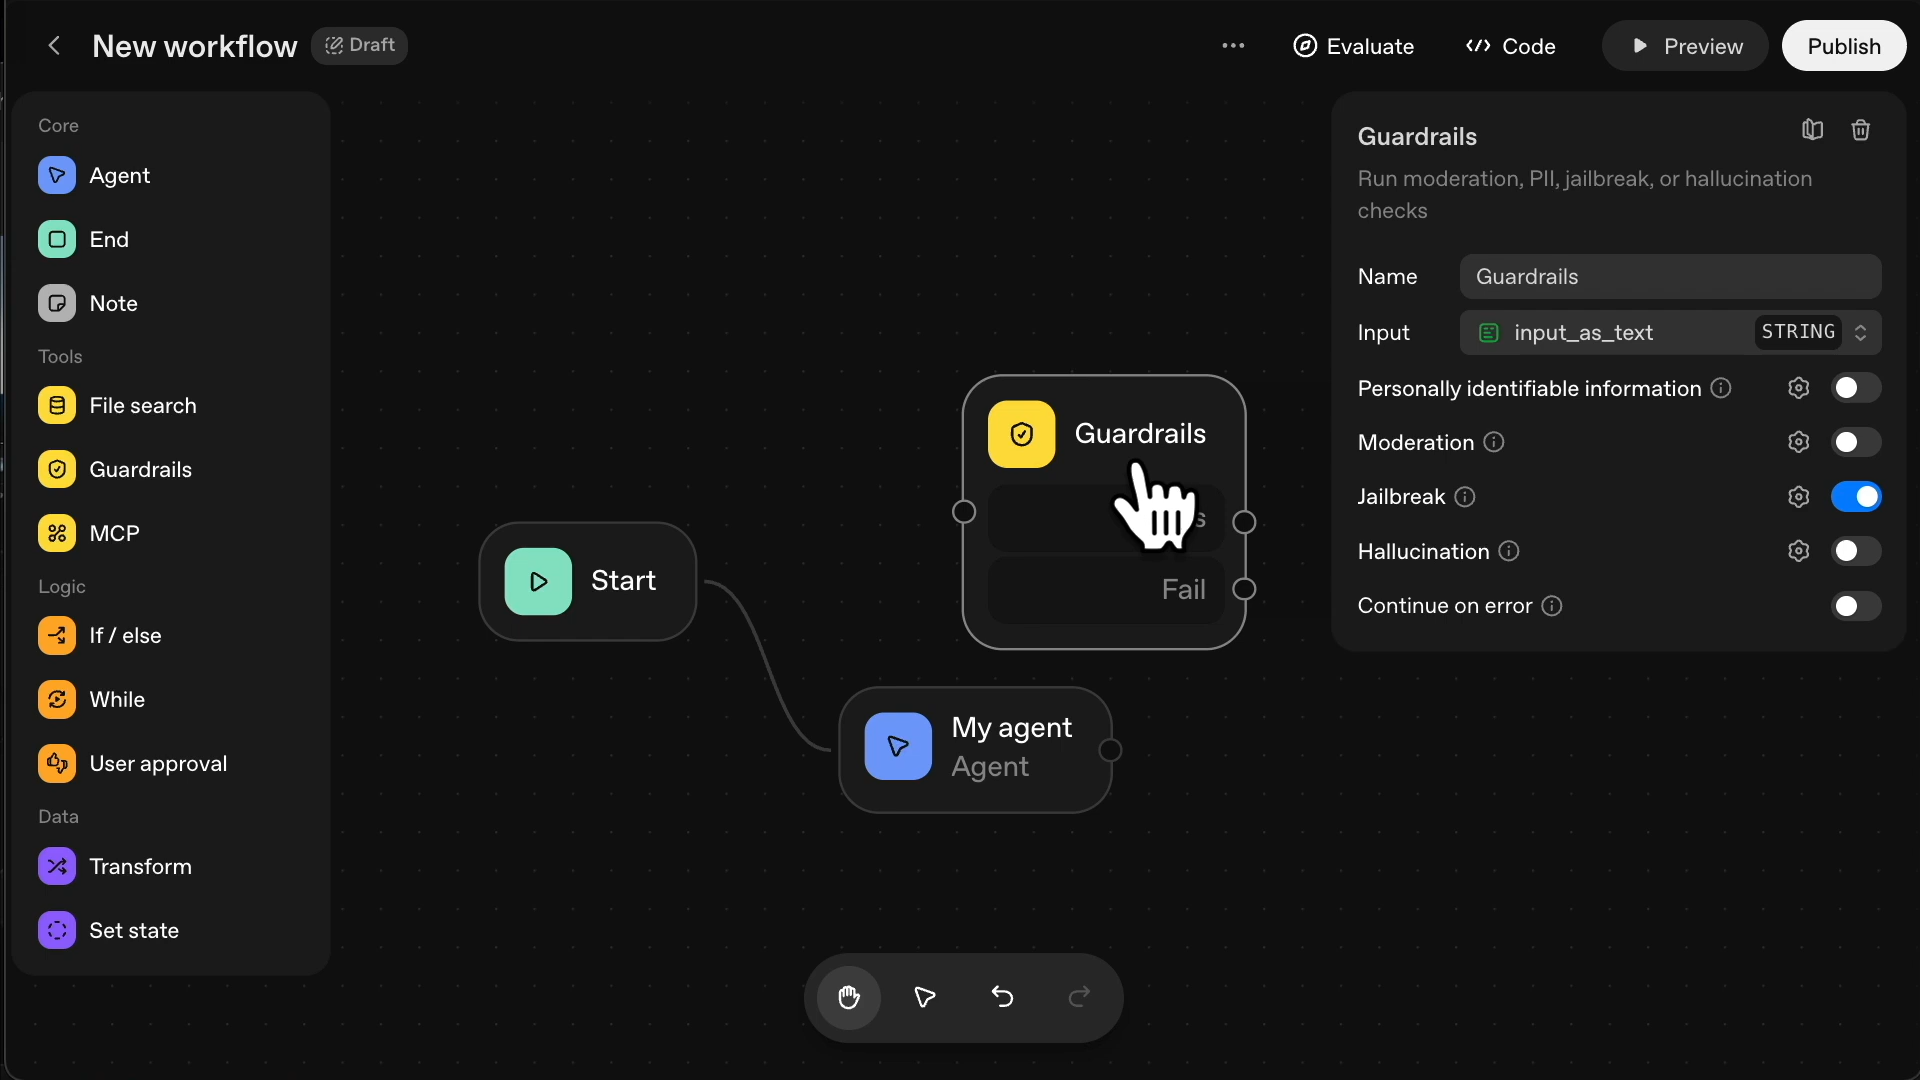 New workflow
Draft
Evaluate
Code
Preview
Publish
Core
Agent
End
Note
Tools
File search
Guardrails
MCP
Logic
If / else
While
User approval
Data
Transform
Set state
Start
Guardrails
Fail
My agent
Agent
Guardrails
Run moderation, PII, jailbreak, or hallucination
checks
Name Guardrails
Input input_as_text STRING
Personally identifiable information
Moderation
Jailbreak
Hallucination
Continue on error